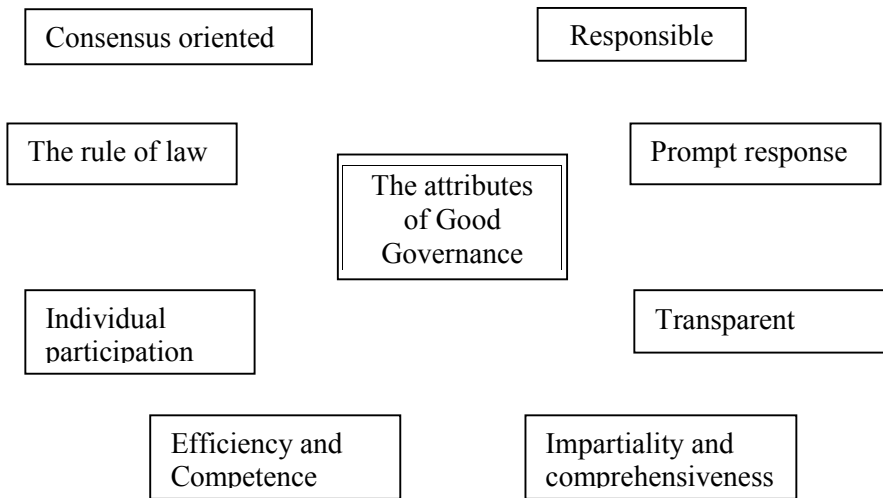 Consensus oriented
Responsible
The rule of law
Prompt response
The attributes
of Good
Governance
Individual
participation
Transparent
Efficiency and
Competence
Impartiality and
comprehensiveness